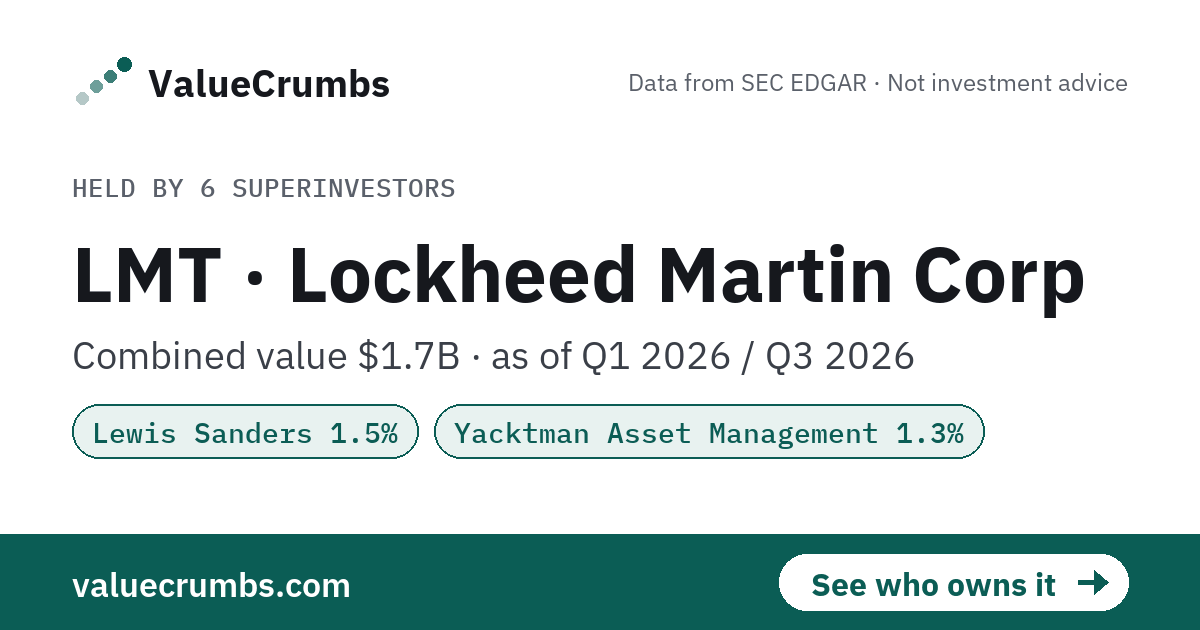 ValueCrumbs
Data from SEC EDGAR · Not investment advice
HELD BY 6 SUPERINVESTORS
LMT · Lockheed Martin Corp
Combined value $1.7B · as of Q1 2026 / Q3 2026
Lewis Sanders 1.5%
Yacktman Asset Management 1.3%
valuecrumbs.com
See who owns it →